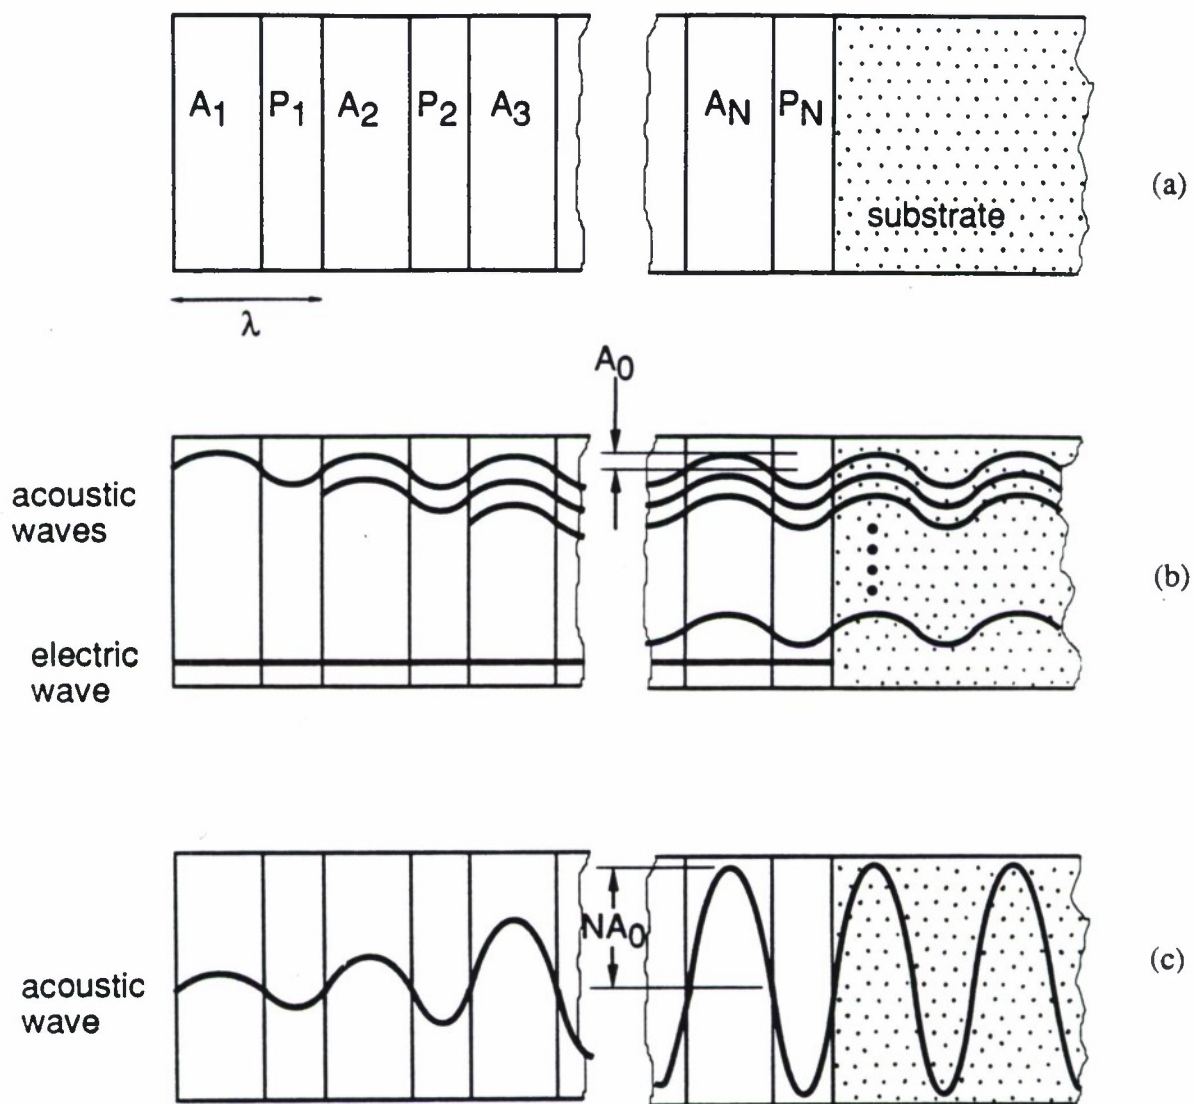 A1 P1 A2 P2 A3 AN PN
substrate
(a)
λ
A0
acoustic
waves
(b)
electric
wave
NA0
acoustic
wave
(c)